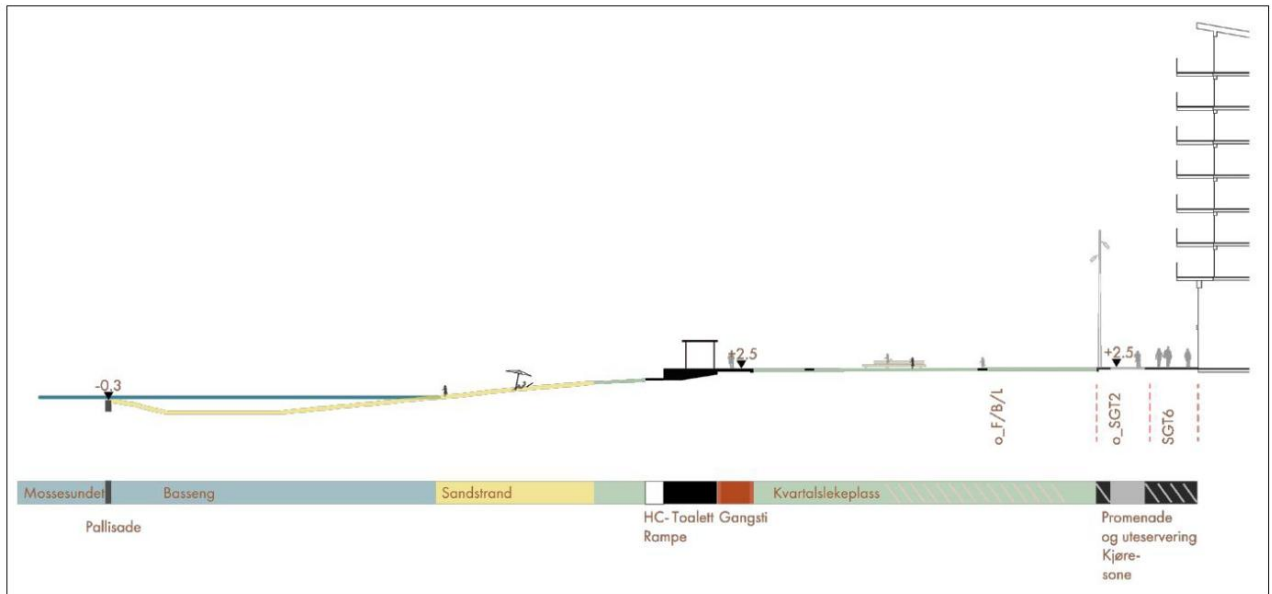 -0.3
+2.5
+2.5
o_F/B/L
o_SGT2
SGT6
Mossesundet
Basseng
Sandstrand
Kvartalslekeplass
Pallisade
HC- Toalett Gangsti
Rampe
Promenade
og uteservering
Kjøre-
sone